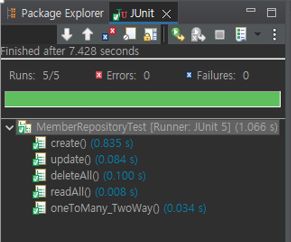 Package Explorer JUnit
Finished after 7.428 seconds
Runs: 5/5 Errors: 0 Failures: 0
MemberRepositoryTest [Runner: JUnit 5] (1.066 s)
create() (0.835 s)
update() (0.084 s)
deleteAll() (0.100 s)
readAll() (0.008 s)
oneToMany_TwoWay() (0.034 s)